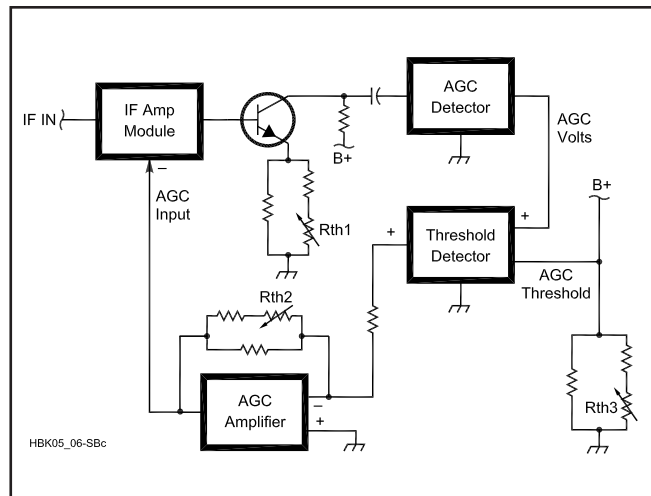 IF IN
IF Amp
Module
AGC
Detector
B+
AGC
Volts
–
AGC
Input
Rth1
B+
+
+
Threshold
Detector
AGC
Threshold
Rth2
AGC
Amplifier
–
+
Rth3
HBK05_06-SBc